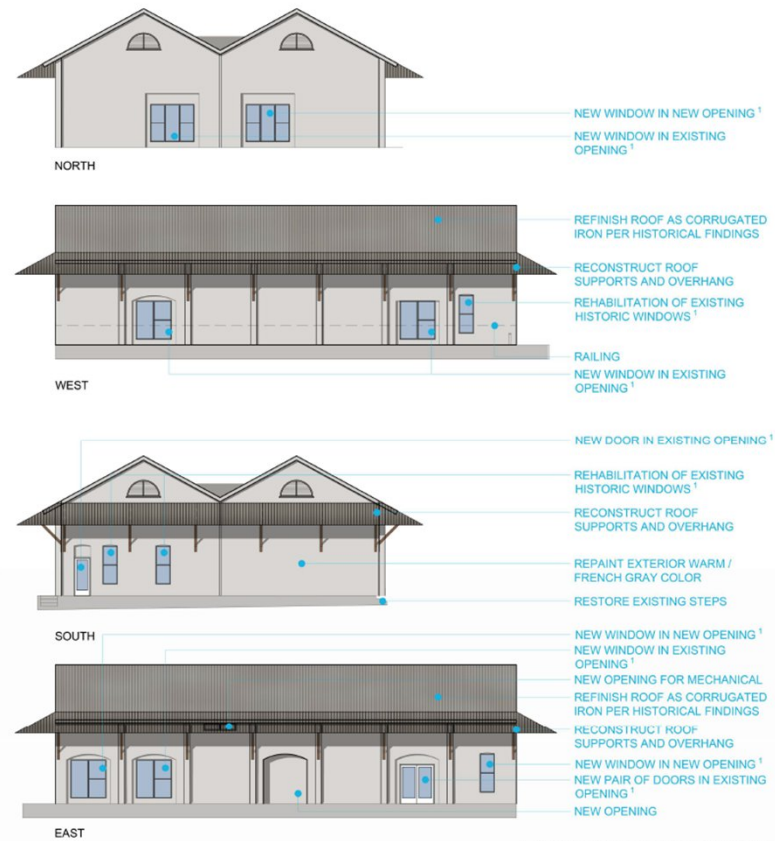 NEW WINDOW IN NEW OPENING ¹
NEW WINDOW IN EXISTING
OPENING ¹
NORTH
REFINISH ROOF AS CORRUGATED
IRON PER HISTORICAL FINDINGS
RECONSTRUCT ROOF
SUPPORTS AND OVERHANG
REHABILITATION OF EXISTING
HISTORIC WINDOWS ¹
RAILING
NEW WINDOW IN EXISTING
OPENING ¹
WEST
NEW DOOR IN EXISTING OPENING ¹
REHABILITATION OF EXISTING
HISTORIC WINDOWS ¹
RECONSTRUCT ROOF
SUPPORTS AND OVERHANG
REPAINT EXTERIOR WARM /
FRENCH GRAY COLOR
RESTORE EXISTING STEPS
SOUTH
NEW WINDOW IN NEW OPENING ¹
NEW WINDOW IN EXISTING
OPENING ¹
NEW OPENING FOR MECHANICAL
REFINISH ROOF AS CORRUGATED
IRON PER HISTORICAL FINDINGS
RECONSTRUCT ROOF
SUPPORTS AND OVERHANG
NEW WINDOW IN NEW OPENING ¹
NEW PAIR OF DOORS IN EXISTING
OPENING ¹
NEW OPENING
EAST